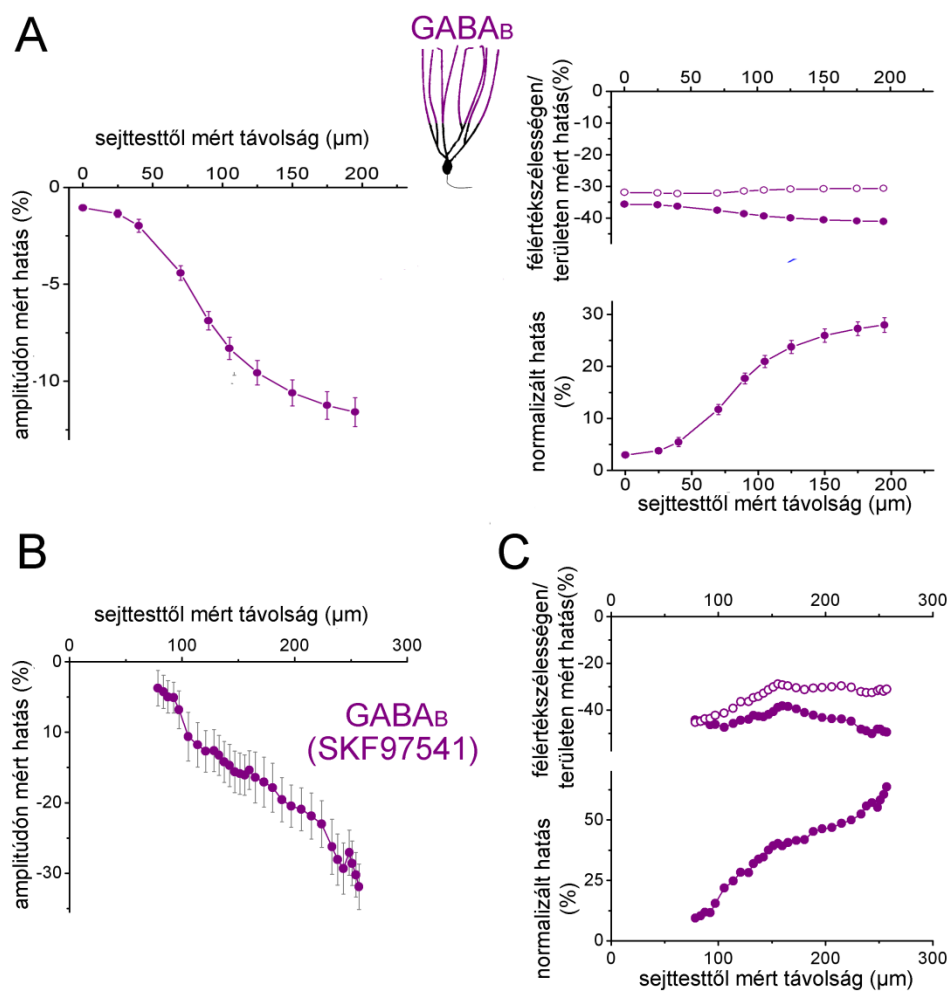 A
GABAB
sejttesttől mért távolság (µm)
0 50 100 150 200
0
-5
-10
amplitúdón mért hatás (%)
0 50 100 150 200
0
-10
-20
-30
-40
félértékszélességen/
területen mért hatás(%)
30
20
10
0
normalizált hatás
(%)
0 50 100 150 200
sejttesttől mért távolság (µm)
B
sejttesttől mért távolság (µm)
0 100 200 300
0
10
-20
-30
amplitúdón mért hatás (%)
GABAB
(SKF97541)
C
0 100 200 300
0
-20
-40
félértékszélességen/
területen mért hatás(%)
50
25
0
normalizált hatás
(%)
0 100 200 300
sejttesttől mért távolság (µm)